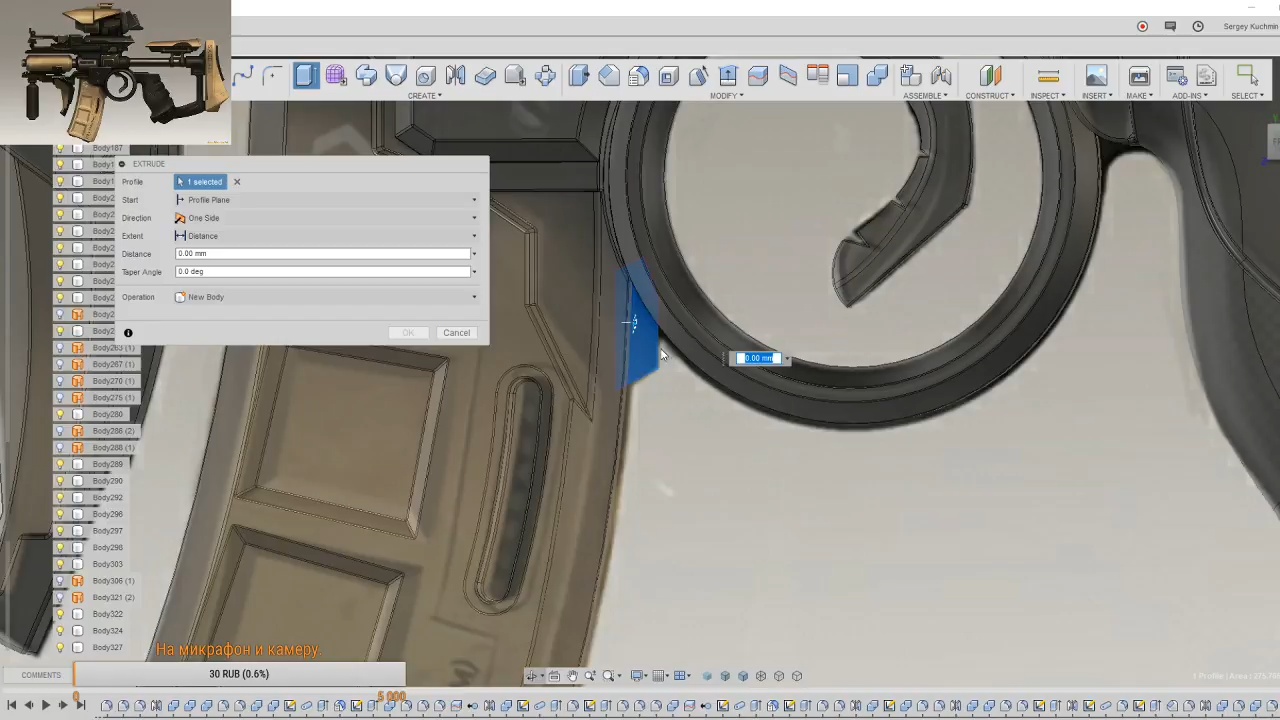 Sergey Kuchmin
CREATE
MODIFY
ASSEMBLE
CONSTRUCT
INSPECT
INSERT
MAKE
ADD-INS
SELECT
Body187
EXTRUDE
Profile
1 selected
Start
Profile Plane
Direction
One Side
Extent
Distance
Distance
0.00 mm
Taper Angle
0.0 deg
Operation
New Body
OK
Cancel
0.00 mm
Body267 (1)
Body270 (1)
Body275 (1)
Body280
Body286 (2)
Body288 (1)
Body289
Body290
Body292
Body296
Body297
Body298
Body303
Body306 (1)
Body321 (2)
Body322
Body324
Body327
На микрафон и камеру.
COMMENTS
30 RUB (0.6%)
0
5 000